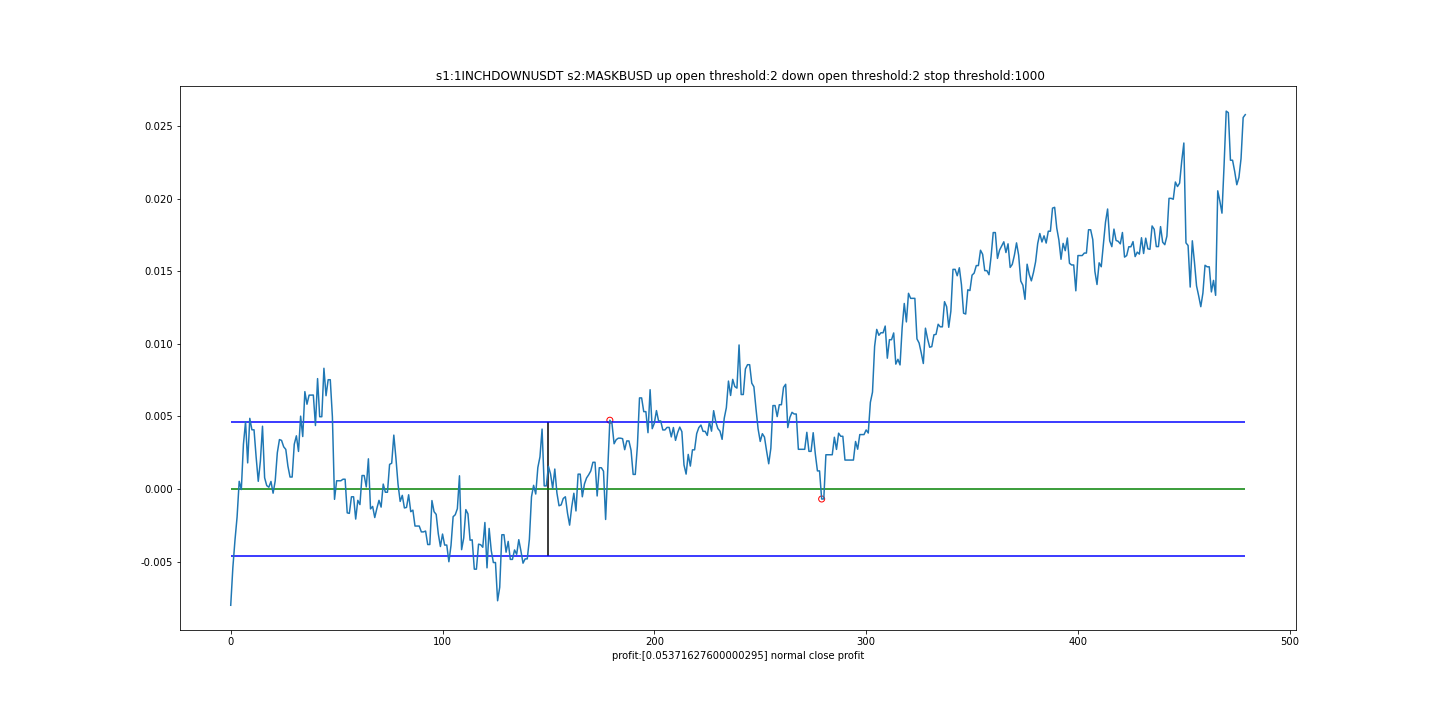 s1:1INCHDOWNUSDT s2:MASKBUSD up open threshold:2 down open threshold:2 stop threshold:1000
0.025
0.020
0.015
0.010
0.005
0.000
-0.005
0 100 200 300 400 500
profit:[0.05371627600000295] normal close profit